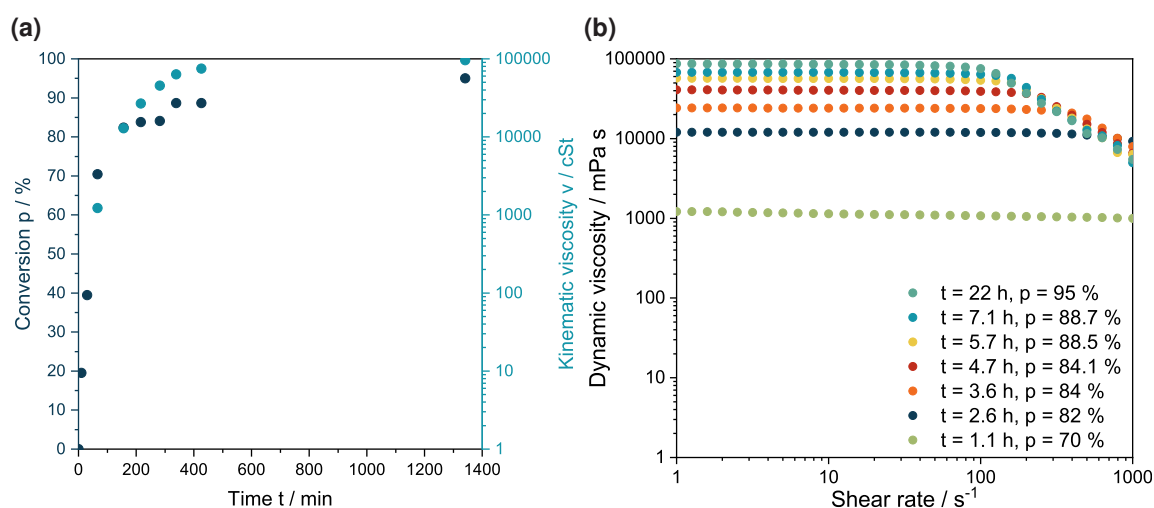 (a)
100
90
80
70
60
50
40
30
20
10
0
Conversion p / %
0
200
400
600
800
1000
1200
1400
Time t / min
100000
10000
1000
100
10
1
Kinematic viscosity v / cSt
(b)
100000
10000
1000
100
10
1
Dynamic viscosity / mPa s
t = 22 h, p = 95 %
t = 7.1 h, p = 88.7 %
t = 5.7 h, p = 88.5 %
t = 4.7 h, p = 84.1 %
t = 3.6 h, p = 84 %
t = 2.6 h, p = 82 %
t = 1.1 h, p = 70 %
1
10
100
1000
Shear rate / s⁻¹